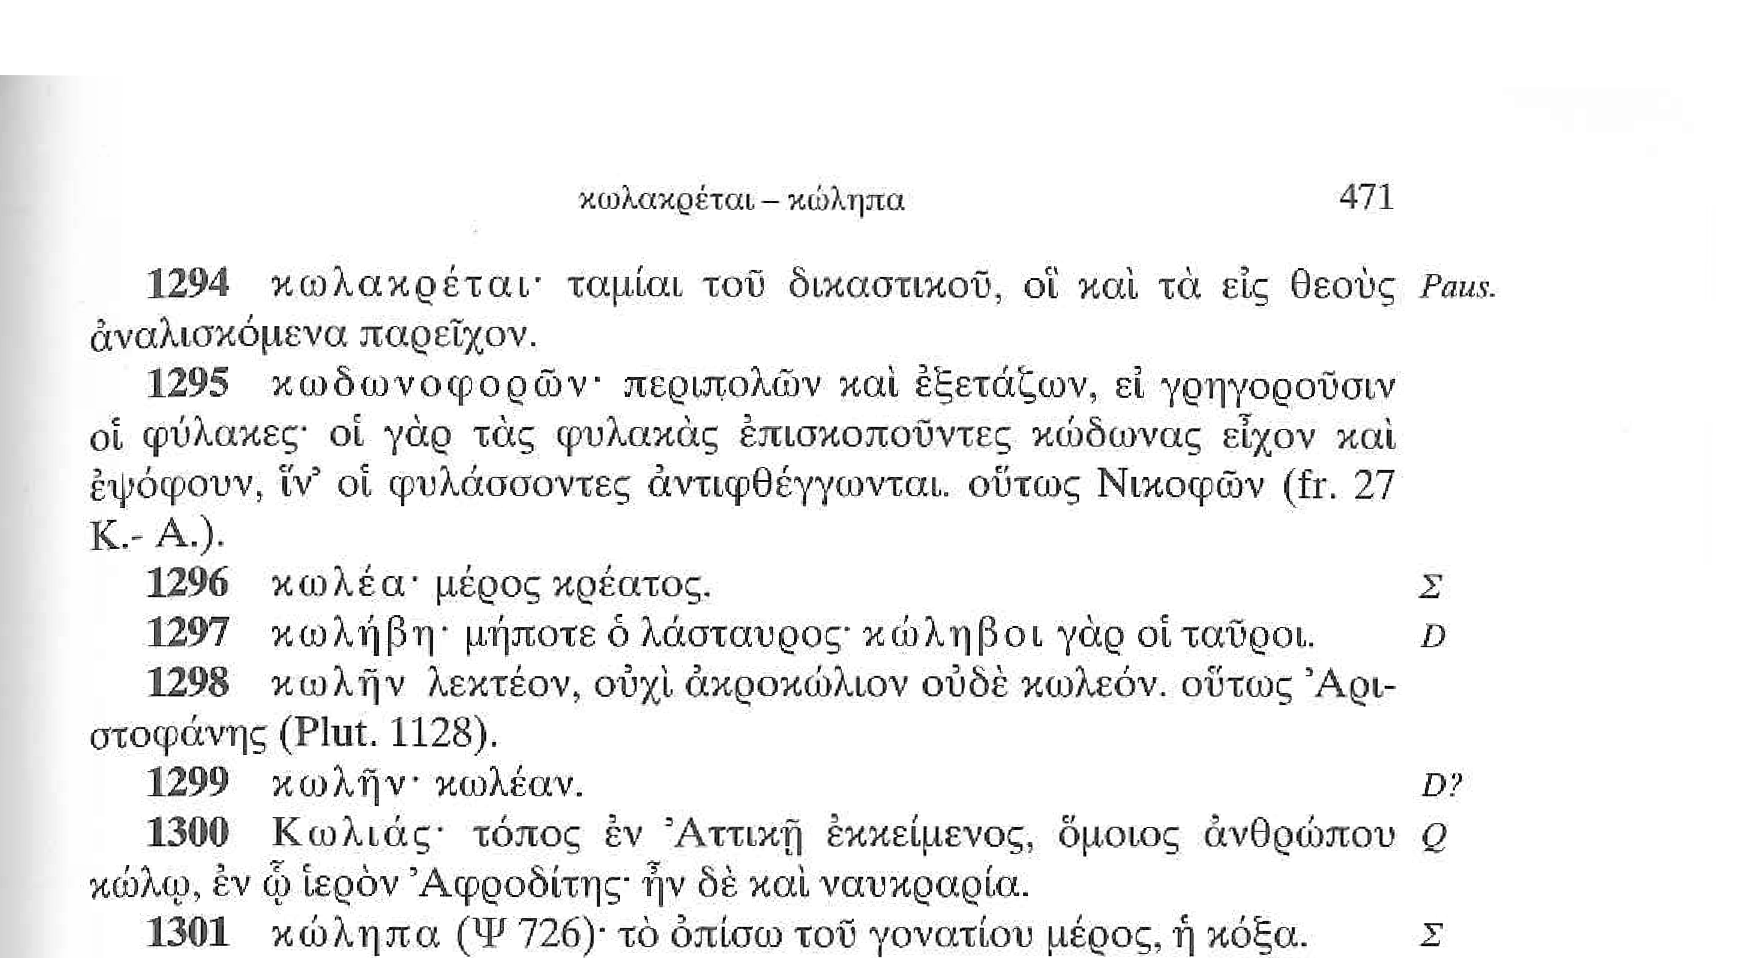 κωλακρέται – κώληπα 471
1294 κωλακρέται· ταμίαι τοῦ δικαστικοῦ, οἳ καὶ τὰ εἰς θεοὺς Paus.
ἀναλισκόμενα παρεῖχον.
1295 κωδωνοφορῶν· περιπολῶν καὶ ἐξετάζων, εἰ γρηγοροῦσιν
οἱ φύλακες· οἱ γὰρ τὰς φυλακὰς ἐπισκοποῦντες κώδωνας εἶχον καὶ
ἐψόφουν, ἵν’ οἱ φυλάσσοντες ἀντιφθέγγωνται. οὕτως Νικοφῶν (fr. 27
K.- A.).
1296 κωλέα· μέρος κρέατος. Σ
1297 κωλήβη· μήποτε ὁ λάσταυρος· κώληβοι γὰρ οἱ ταῦροι. D
1298 κωλῆν λεκτέον, οὐχὶ ἀκροκώλιον οὐδὲ κωλεόν. οὕτως Ἀρι-
στοφάνης (Plut. 1128).
1299 κωλῆν· κωλέαν. D?
1300 Κωλιάς· τόπος ἐν Ἀττικῇ ἐκκείμενος, ὅμοιος ἀνθρώπου Q
κώλῳ, ἐν ᾧ ἱερὸν Ἀφροδίτης· ἦν δὲ καὶ ναυκραρία.
1301 κώληπα (Ψ 726)· τὸ ὀπίσω τοῦ γονατίου μέρος, ἡ κόξα. Σ